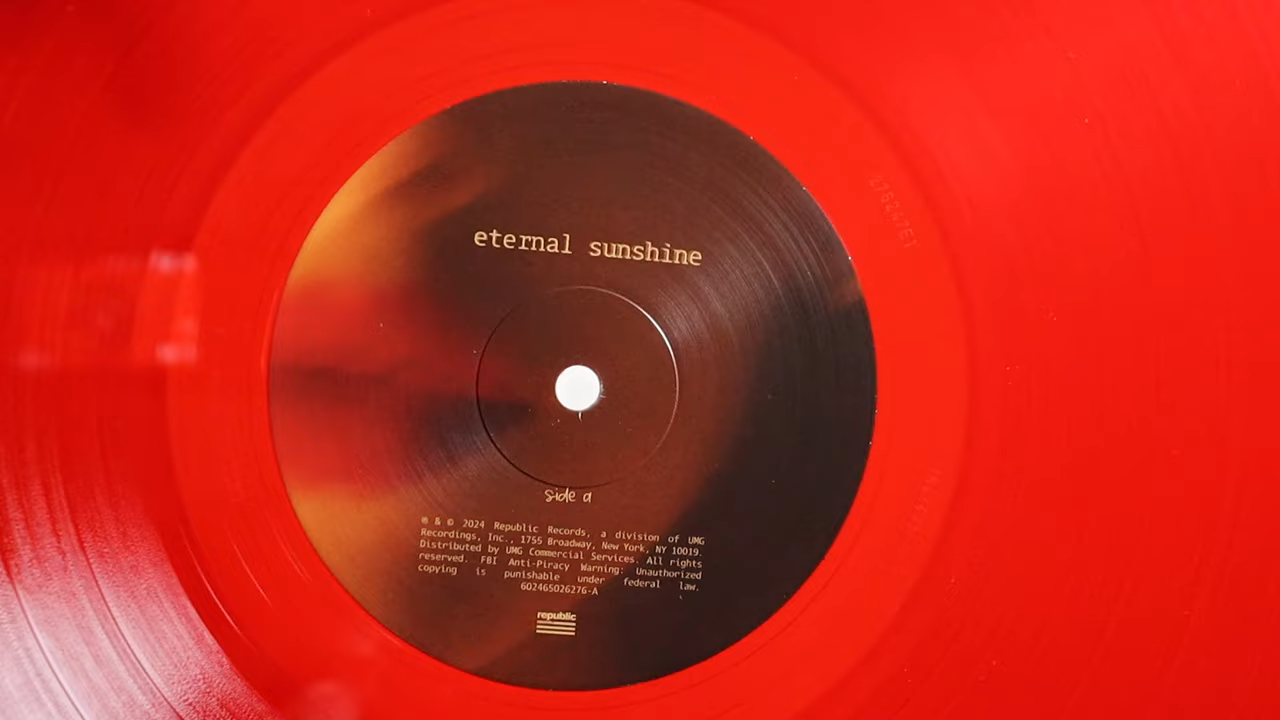 eternal sunshine
side a
℗ & © 2024 Republic Records, a division of UMG
Recordings, Inc., 1755 Broadway, New York, NY 10019.
Distributed by UMG Commercial Services. All rights
reserved. FBI Anti-Piracy Warning: Unauthorized
copying is punishable under federal law.
602465026276-A
republic